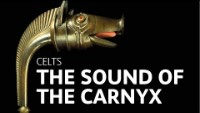 CELTS
THE SOUND OF
THE CARNYX